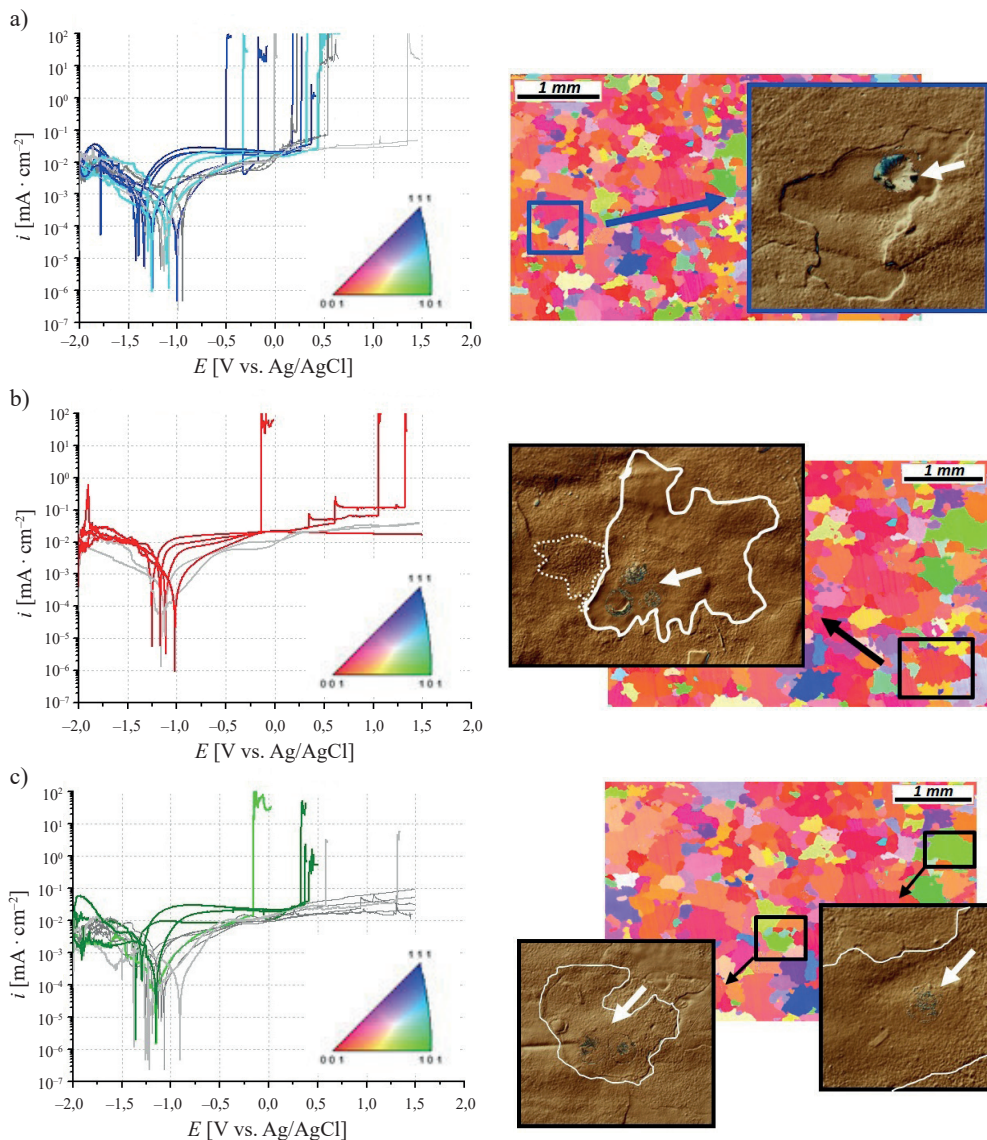 a)
10²
10¹
10⁰
10⁻¹
10⁻²
10⁻³
10⁻⁴
10⁻⁵
10⁻⁶
10⁻⁷
i [mA · cm⁻²]
–2,0 –1,5 –1,0 –0,5 0,0 0,5 1,0 1,5 2,0
E [V vs. Ag/AgCl]
111
001 101
1 mm
b)
10²
10¹
10⁰
10⁻¹
10⁻²
10⁻³
10⁻⁴
10⁻⁵
10⁻⁶
10⁻⁷
i [mA · cm⁻²]
–2,0 –1,5 –1,0 –0,5 0,0 0,5 1,0 1,5 2,0
E [V vs. Ag/AgCl]
111
001 101
1 mm
c)
10²
10¹
10⁰
10⁻¹
10⁻²
10⁻³
10⁻⁴
10⁻⁵
10⁻⁶
10⁻⁷
i [mA · cm⁻²]
–2,0 –1,5 –1,0 –0,5 0,0 0,5 1,0 1,5 2,0
E [V vs. Ag/AgCl]
111
001 101
1 mm